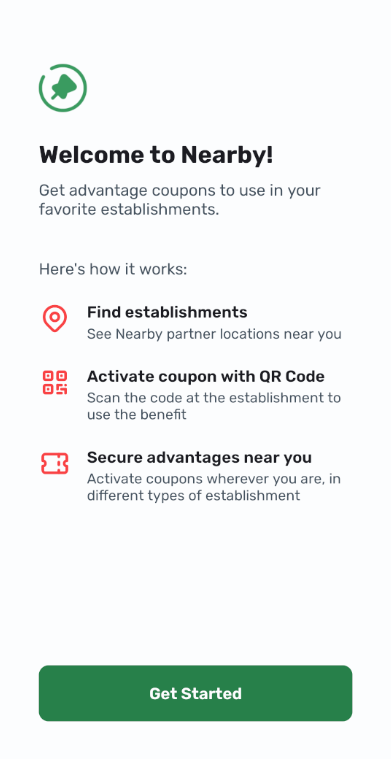 Welcome to Nearby!
Get advantage coupons to use in your
favorite establishments.
Here's how it works:
Find establishments
See Nearby partner locations near you
Activate coupon with QR Code
Scan the code at the establishment to
use the benefit
Secure advantages near you
Activate coupons wherever you are, in
different types of establishment
Get Started